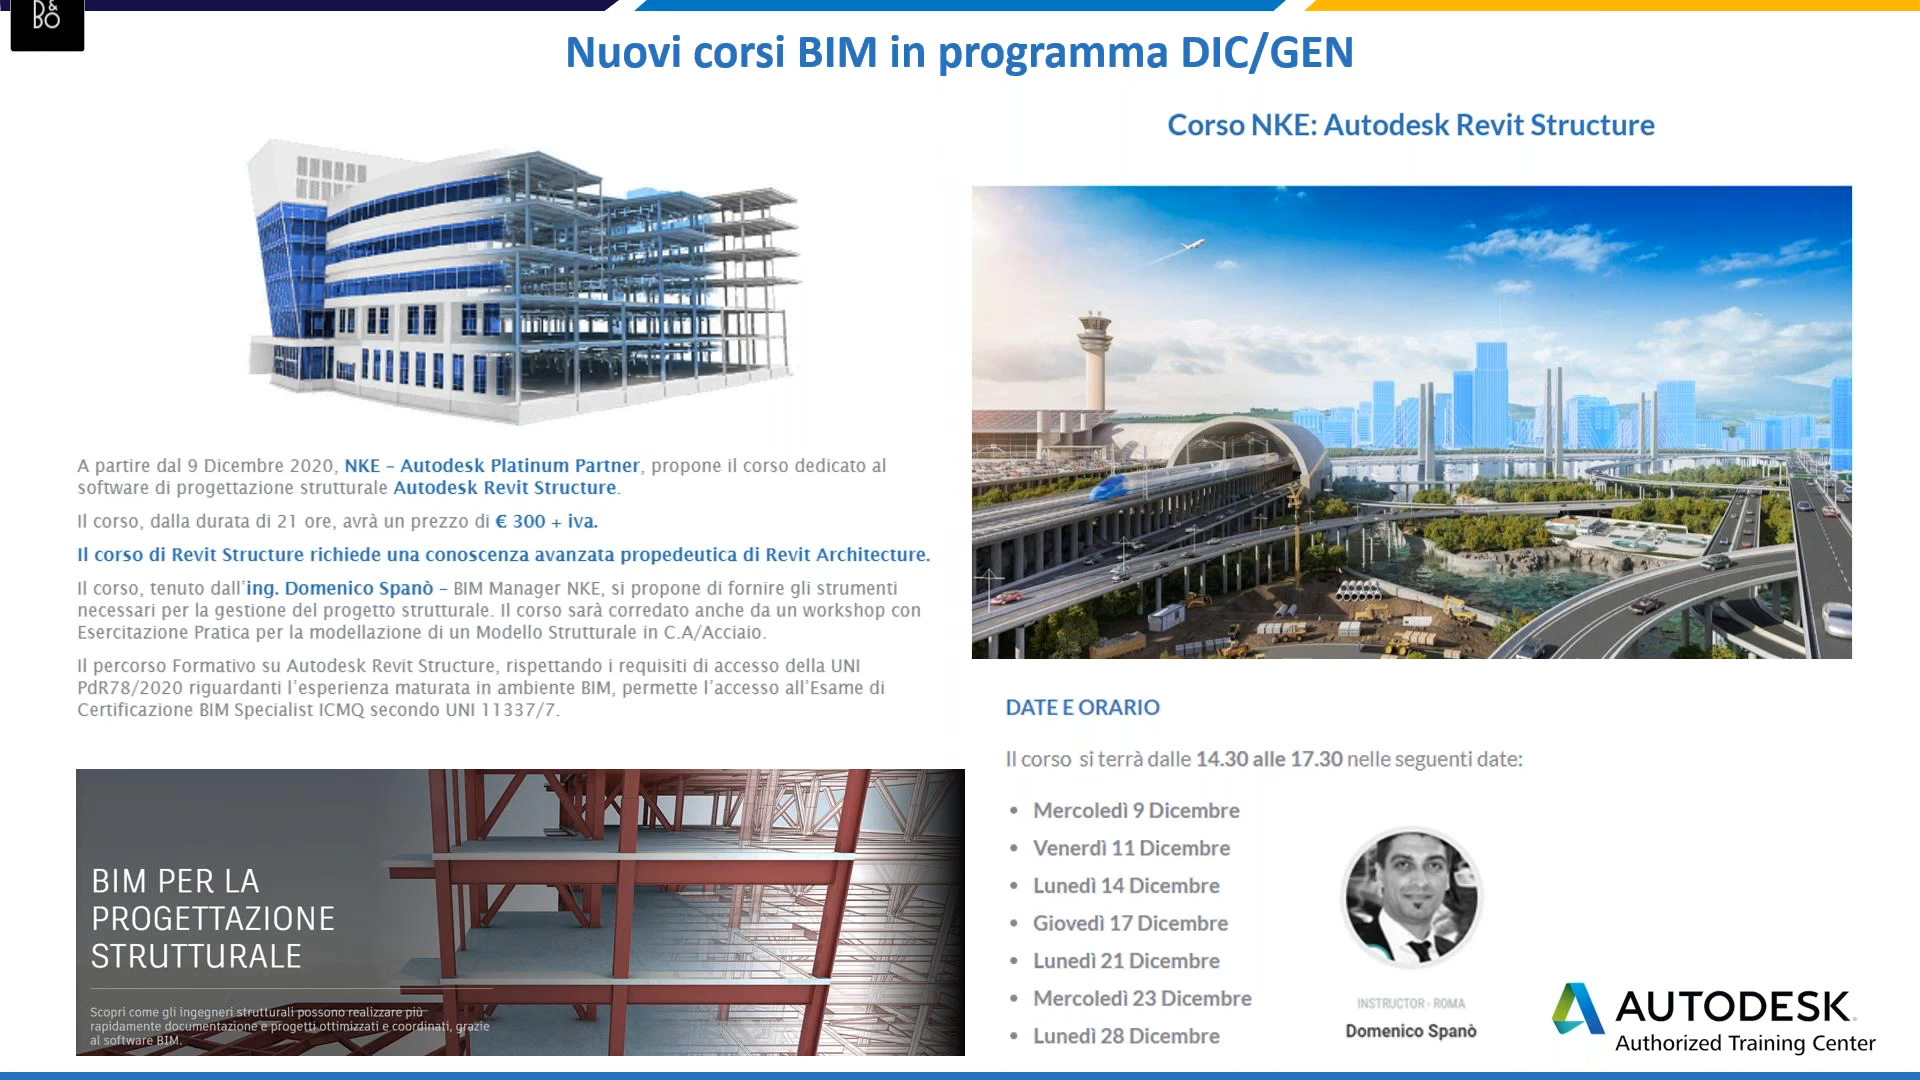 D&
BO
Nuovi corsi BIM in programma DIC/GEN
A partire dal 9 Dicembre 2020, NKE – Autodesk Platinum Partner, propone il corso dedicato al
software di progettazione strutturale Autodesk Revit Structure.
Il corso, dalla durata di 21 ore, avrà un prezzo di € 300 + iva.
Il corso di Revit Structure richiede una conoscenza avanzata propedeutica di Revit Architecture.
Il corso, tenuto dall'ing. Domenico Spanò – BIM Manager NKE, si propone di fornire gli strumenti
necessari per la gestione del progetto strutturale. Il corso sarà corredato anche da un workshop con
Esercitazione Pratica per la modellazione di un Modello Strutturale in C.A/Acciaio.
Il percorso Formativo su Autodesk Revit Structure, rispettando i requisiti di accesso della UNI
PdR78/2020 riguardanti l'esperienza maturata in ambiente BIM, permette l'accesso all'Esame di
Certificazione BIM Specialist ICMQ secondo UNI 11337/7.
BIM PER LA
PROGETTAZIONE
STRUTTURALE
Scopri come gli ingegneri strutturali possono realizzare più
rapidamente documentazione e progetti ottimizzati e coordinati, grazie
al software BIM.
Corso NKE: Autodesk Revit Structure
DATE E ORARIO
Il corso si terrà dalle 14.30 alle 17.30 nelle seguenti date:
• Mercoledì 9 Dicembre
• Venerdì 11 Dicembre
• Lunedì 14 Dicembre
• Giovedì 17 Dicembre
• Lunedì 21 Dicembre
• Mercoledì 23 Dicembre
• Lunedì 28 Dicembre
INSTRUCTOR - ROMA
Domenico Spanò
AUTODESK
Authorized Training Center